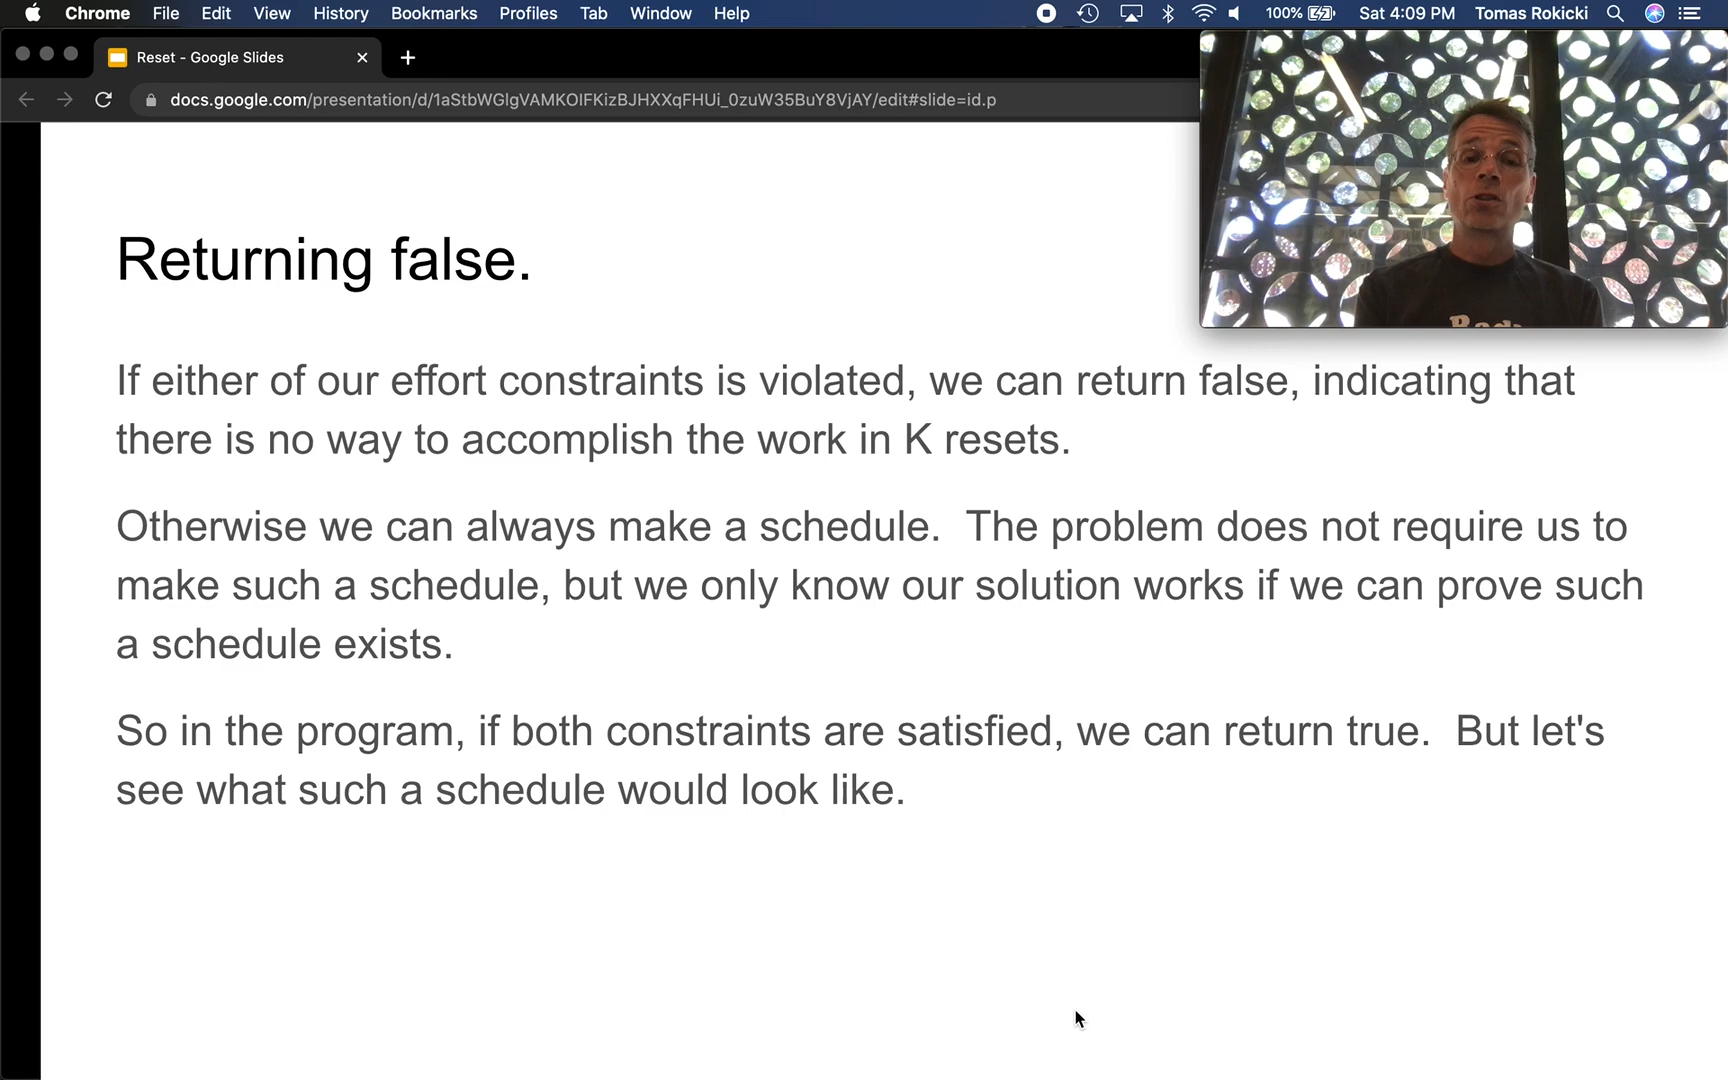 Chrome File Edit View History Bookmarks Profiles Tab Window Help 100% Sat 4:09 PM Tomas Rokicki
Reset - Google Slides
docs.google.com/presentation/d/1aStbWGlgVAMKOIFKizBJHXXqFHUi_0zuW35BuY8VjAY/edit#slide=id.p
Returning false.
If either of our effort constraints is violated, we can return false, indicating that
there is no way to accomplish the work in K resets.
Otherwise we can always make a schedule. The problem does not require us to
make such a schedule, but we only know our solution works if we can prove such
a schedule exists.
So in the program, if both constraints are satisfied, we can return true. But let's
see what such a schedule would look like.